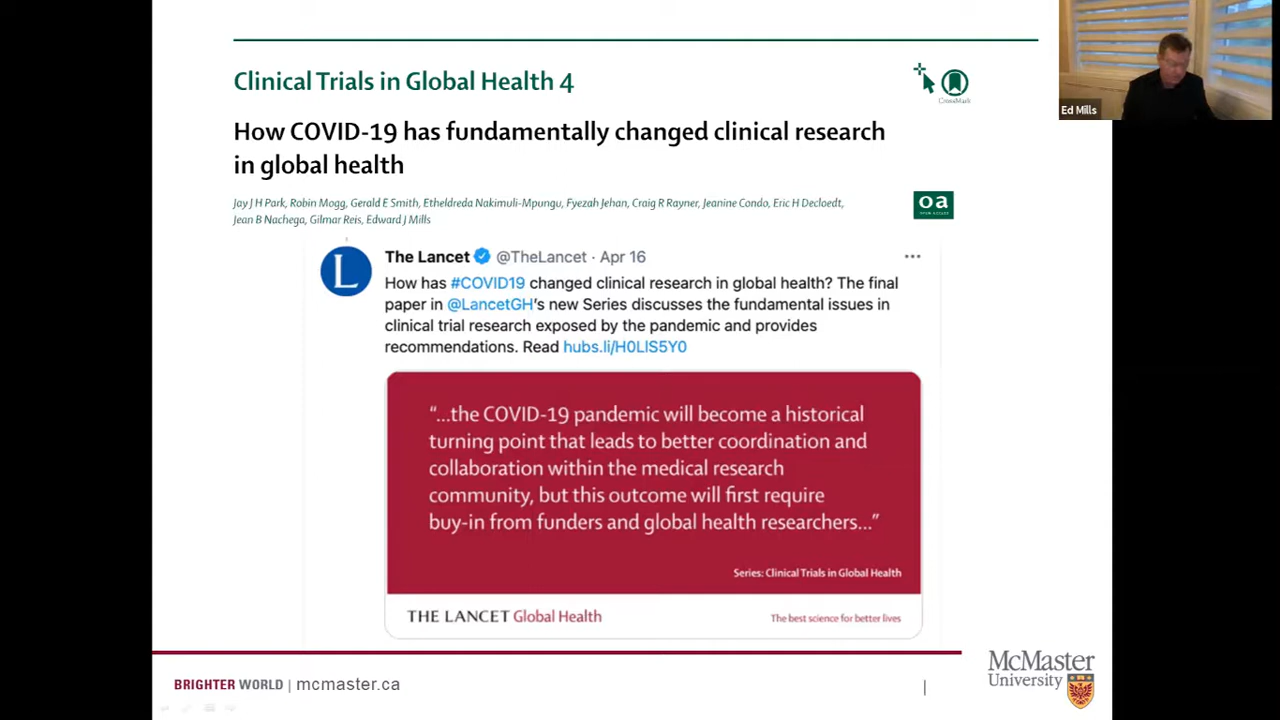 Clinical Trials in Global Health 4
CrossMark
How COVID-19 has fundamentally changed clinical research
in global health
Jay J H Park, Robin Mogg, Gerald E Smith, Etheldreda Nakimuli-Mpungu, Fyezah Jehan, Craig R Rayner, Jeanine Condo, Eric H Decloedt,
Jean B Nachega, Gilmar Reis, Edward J Mills
oa
OPEN ACCESS
L
The Lancet @TheLancet · Apr 16
How has #COVID19 changed clinical research in global health? The final
paper in @LancetGH's new Series discusses the fundamental issues in
clinical trial research exposed by the pandemic and provides
recommendations. Read hubs.li/H0LlS5Y0
“...the COVID-19 pandemic will become a historical
turning point that leads to better coordination and
collaboration within the medical research
community, but this outcome will first require
buy-in from funders and global health researchers...”
Series: Clinical Trials in Global Health
THE LANCET Global Health
The best science for better lives
BRIGHTER WORLD | mcmaster.ca
|
McMaster
University
Ed Mills